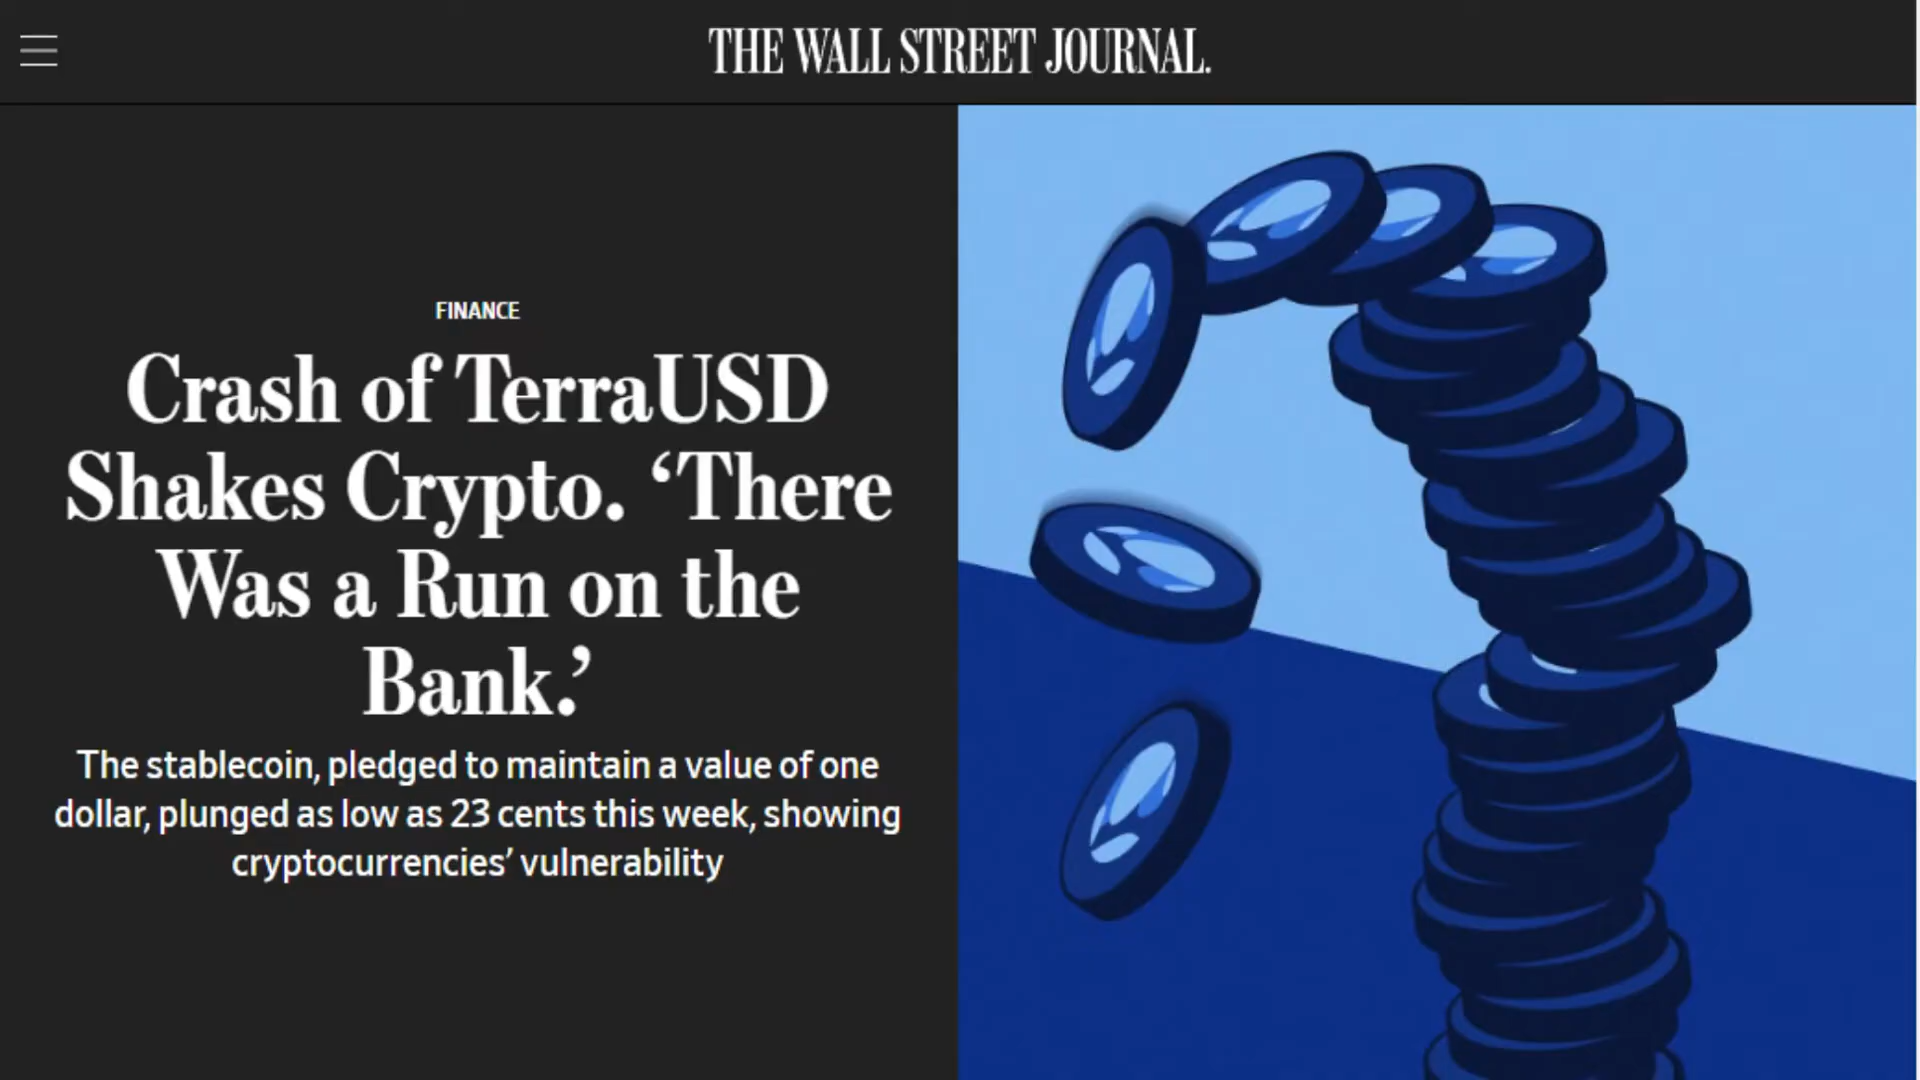 THE WALL STREET JOURNAL.
FINANCE
Crash of TerraUSD
Shakes Crypto. ‘There
Was a Run on the
Bank.’
The stablecoin, pledged to maintain a value of one
dollar, plunged as low as 23 cents this week, showing
cryptocurrencies’ vulnerability